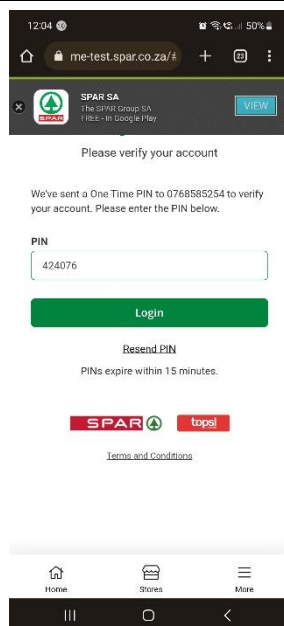 12:04
50%
me-test.spar.co.za/#
23
SPAR SA
The SPAR Group SA
FREE - In Google Play
VIEW
SPAR
Please verify your account
We've sent a One Time PIN to 0768585254 to verify
your account. Please enter the PIN below.
PIN
424076
Login
Resend PIN
PINs expire within 15 minutes.
SPAR
tops!
Terms and Conditions
Home
Stores
More